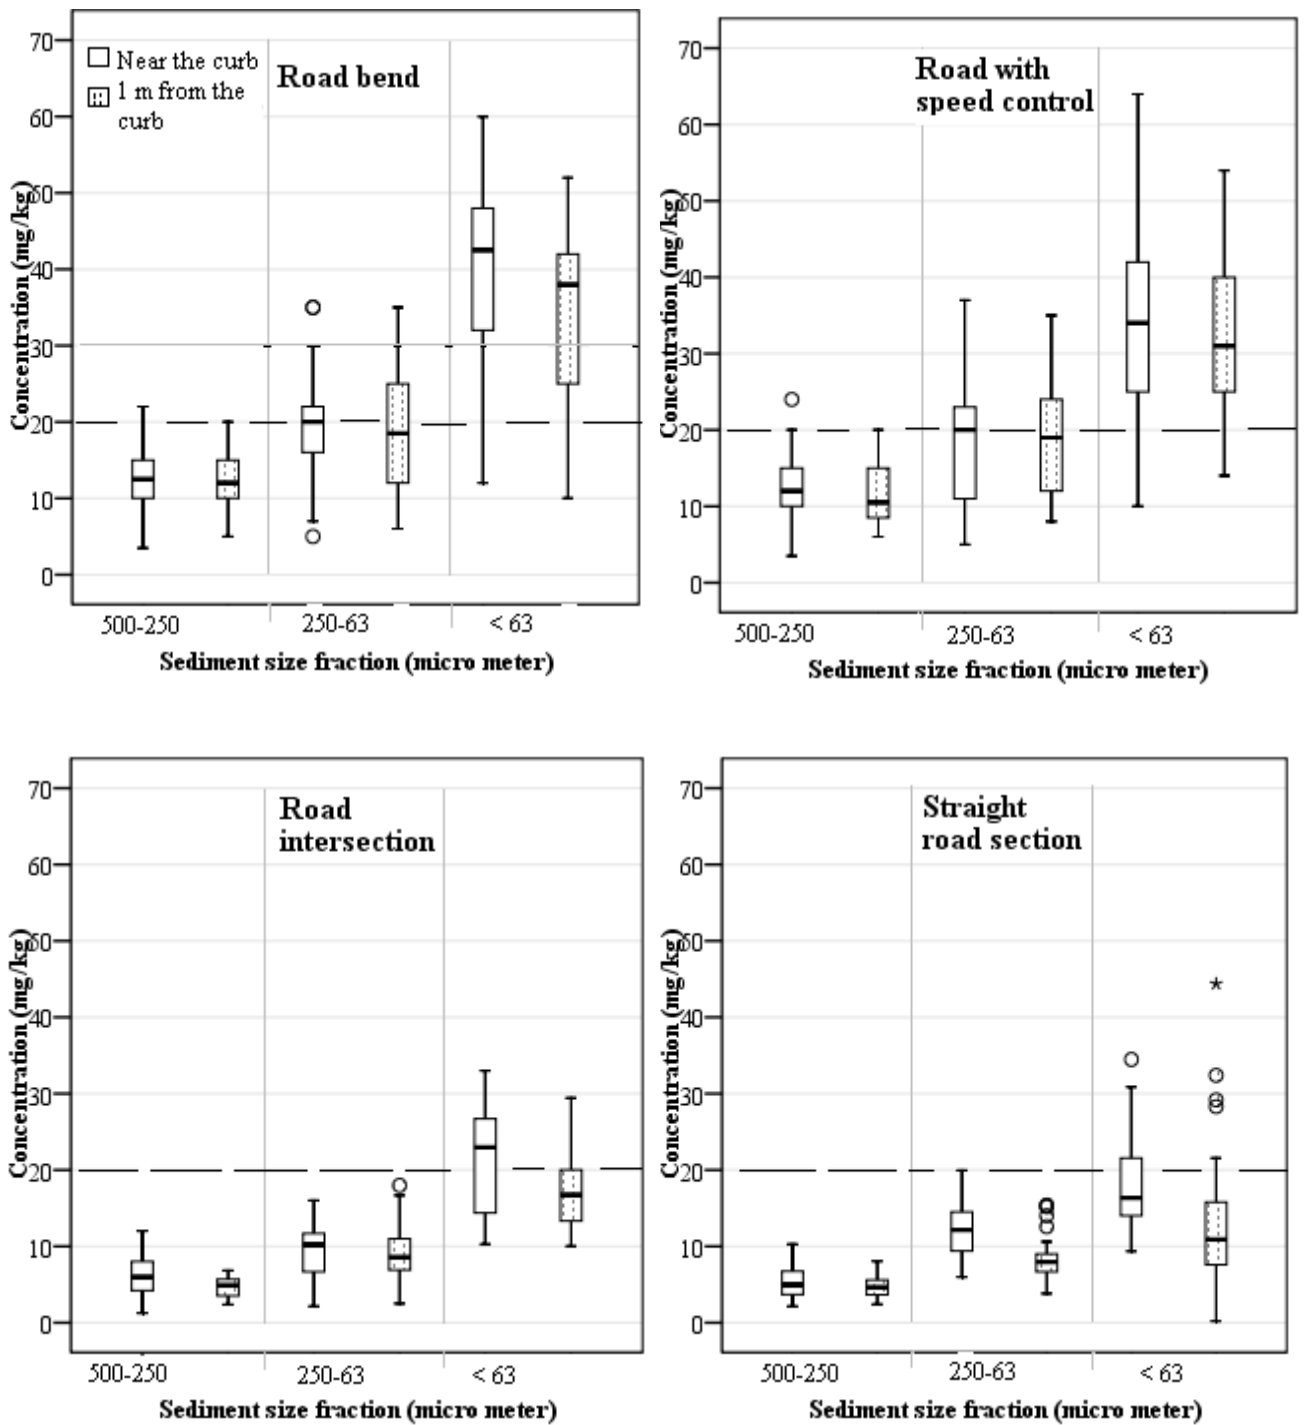 70
60
50
40
30
20
10
0
Concentration (mg/kg)
Near the curb
1 m from the
curb
Road bend
500-250
250-63
< 63
Sediment size fraction (micro meter)
70
60
50
40
30
20
10
0
Concentration (mg/kg)
Road with
speed control
500-250
250-63
< 63
Sediment size fraction (micro meter)
70
60
50
40
30
20
10
0
Concentration (mg/kg)
Road
intersection
500-250
250-63
< 63
Sediment size fraction (micro meter)
70
60
50
40
30
20
10
0
Concentration (mg/kg)
Straight
road section
*
500-250
250-63
< 63
Sediment size fraction (micro meter)